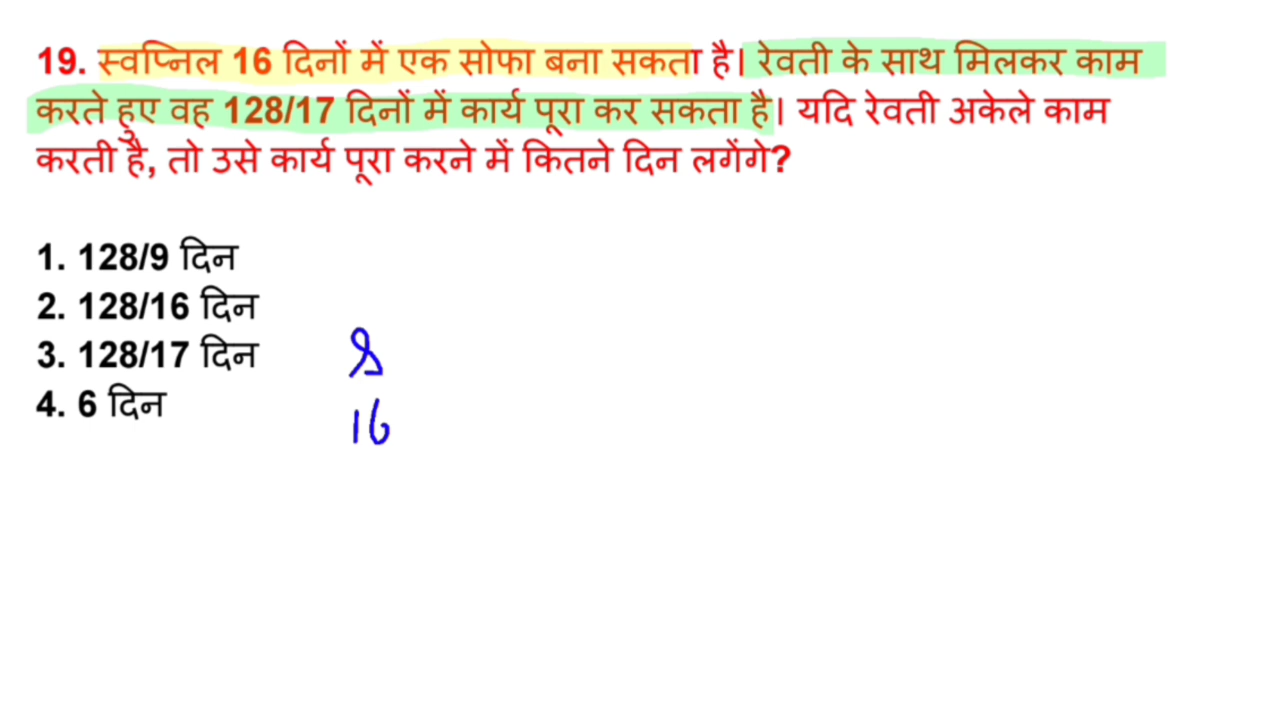 19. स्वप्निल 16 दिनों में एक सोफा बना सकता है। रेवती के साथ मिलकर काम
करते हुए वह 128/17 दिनों में कार्य पूरा कर सकता है। यदि रेवती अकेले काम
करती है, तो उसे कार्य पूरा करने में कितने दिन लगेंगे?
1. 128/9 दिन
2. 128/16 दिन
3. 128/17 दिन
4. 6 दिन
16